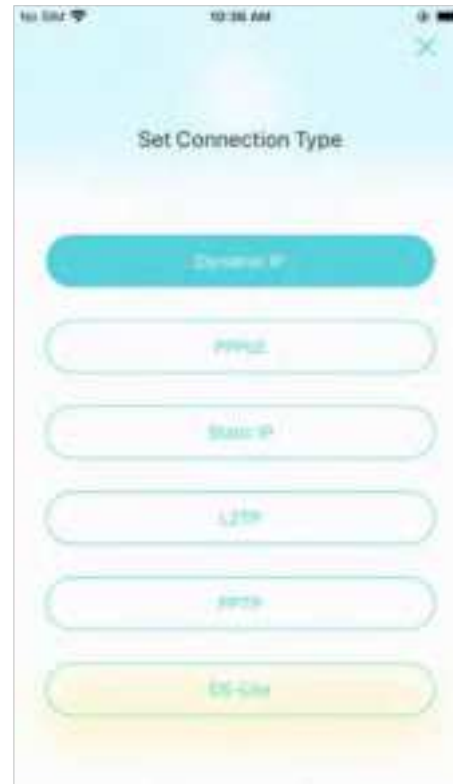 No SIM 10:36 AM
Set Connection Type
Dynamic IP
PPPoE
Static IP
L2TP
PPTP
DS-Lite